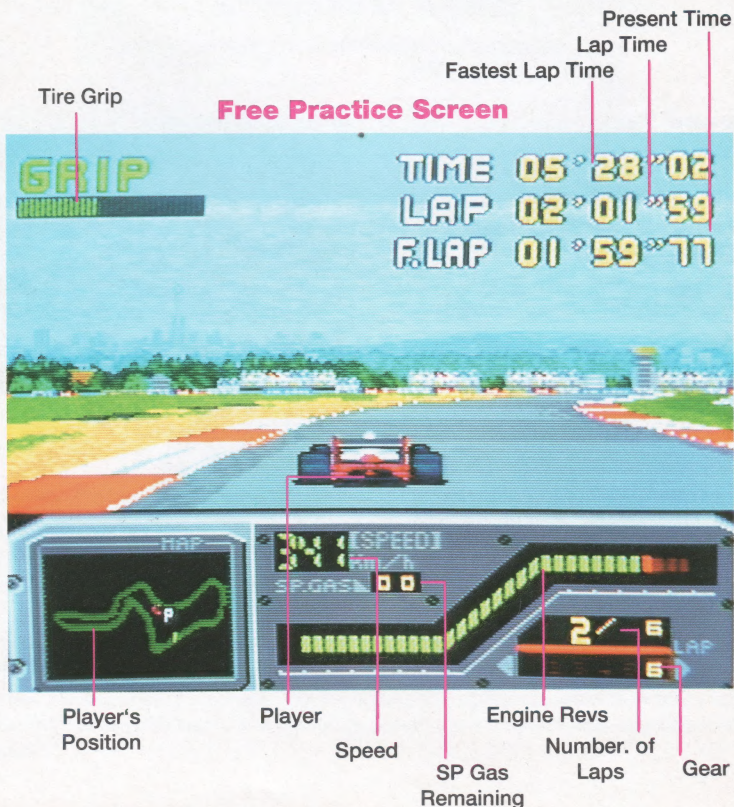 Present Time
Lap Time
Fastest Lap Time
Tire Grip
Free Practice Screen
GRIP
TIME 05'28"02
LAP 02'01"59
F.LAP 01'59"77
MAP
P
341 [SPEED]
km/h
SP.GAS 00
2/ 6
LAP
6
Player's
Position
Player
Speed
SP Gas
Remaining
Engine Revs
Number. of
Laps
Gear